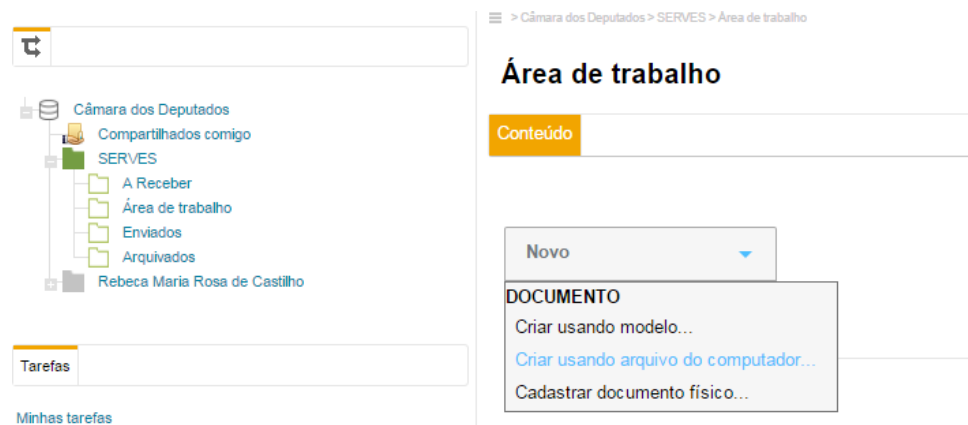 Câmara dos Deputados
Compartilhados comigo
SERVES
A Receber
Área de trabalho
Enviados
Arquivados
Rebeca Maria Rosa de Castilho
Tarefas
Minhas tarefas
> Câmara dos Deputados > SERVES > Área de trabalho
Área de trabalho
Conteúdo
Novo
DOCUMENTO
Criar usando modelo...
Criar usando arquivo do computador...
Cadastrar documento físico...